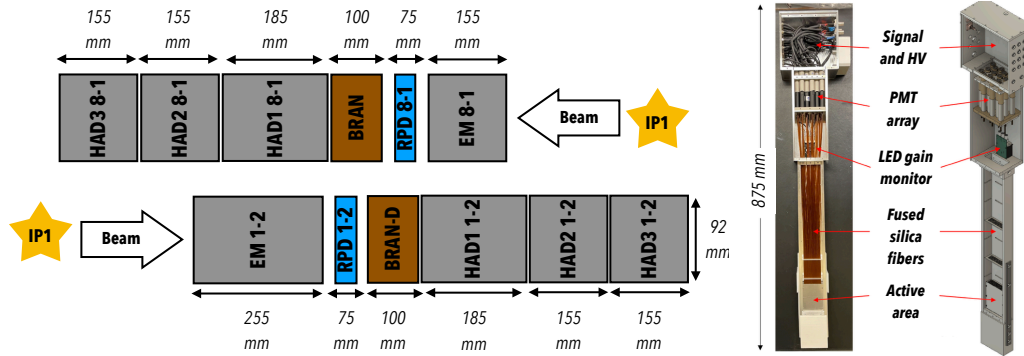 155 155 185 100 75 155
mm mm mm mm mm mm
HAD3 8-1
HAD2 8-1
HAD1 8-1
BRAN
RPD 8-1
EM 8-1
Beam
IP1
IP1
Beam
EM 1-2
RPD 1-2
BRAN-D
HAD1 1-2
HAD2 1-2
HAD3 1-2
92
mm
255 75 100 185 155 155
mm mm mm mm mm mm
875 mm
Signal
and HV
PMT
array
LED gain
monitor
Fused
silica
fibers
Active
area